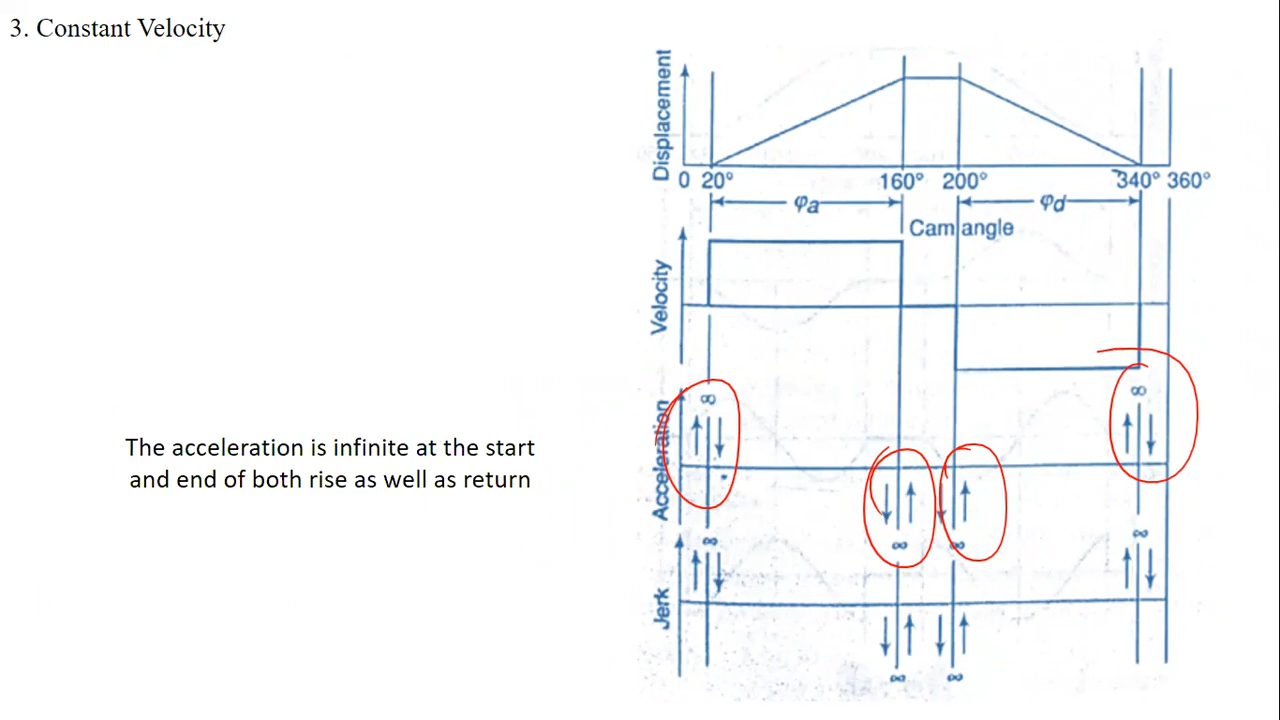 3. Constant Velocity
Displacement
0 20° 160° 200° 340° 360°
φa φd
Cam angle
Velocity
The acceleration is infinite at the start
and end of both rise as well as return
Acceleration
∞ ∞
∞ ∞
Jerk
∞ ∞
∞ ∞